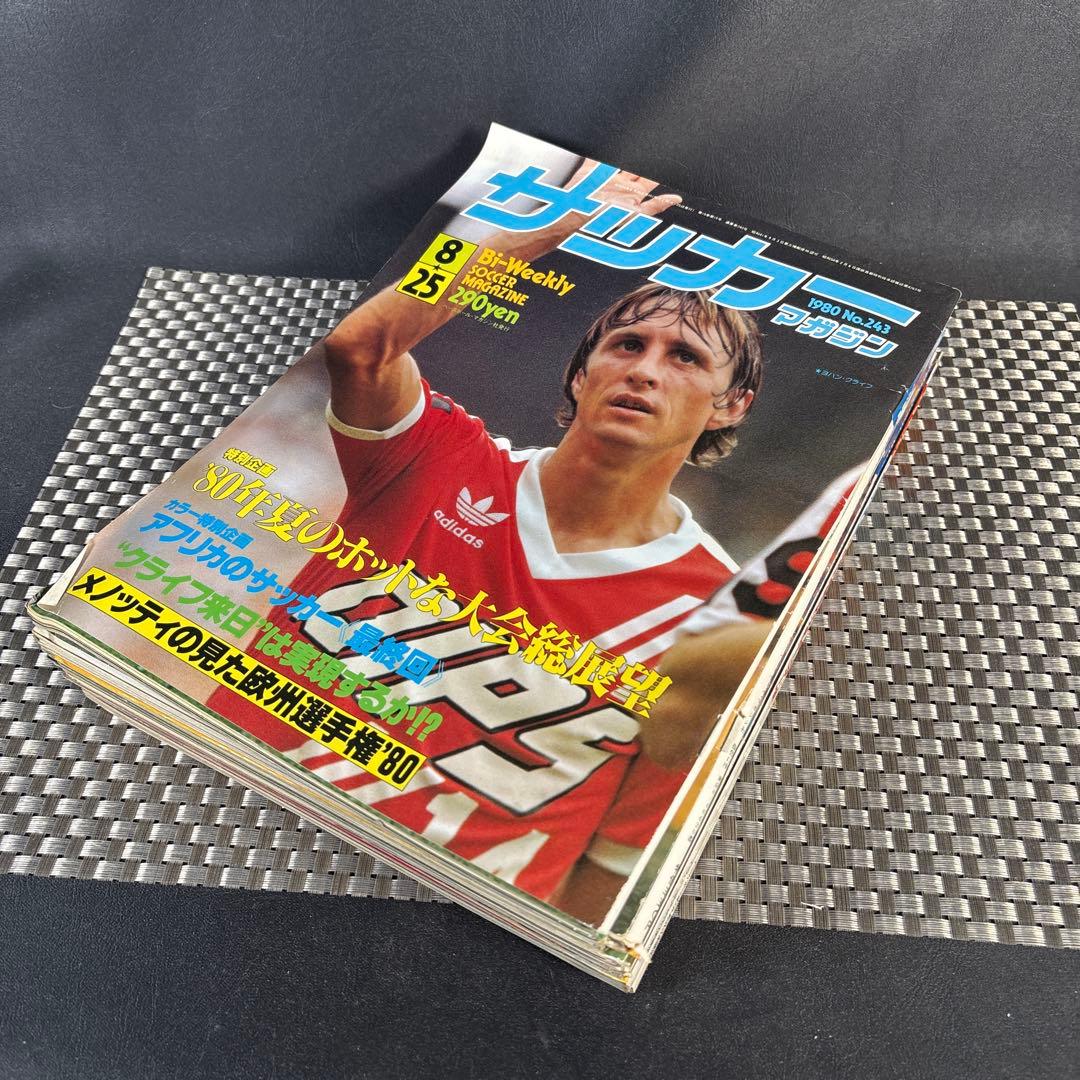 サッカー
マガジン
1980 No.243
8
25
Bi-Weekly
SOCCER
MAGAZINE
290yen
★ヨハン・クライフ
特別企画
'80年夏のホットな大会総展望
カラー特別企画
アフリカのサッカー《最終回》
"クライフ来日"は実現するか!?
メノッティの見た欧州選手権'80
adidas
DIPS
14